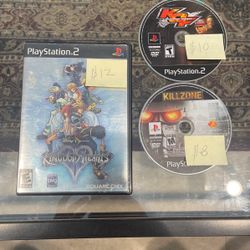 PlayStation 2
$12
KINGDOM HEARTS
II
SQUARE ENIX
$10
PlayStation 2
KILLZONE
$8
PlayStation